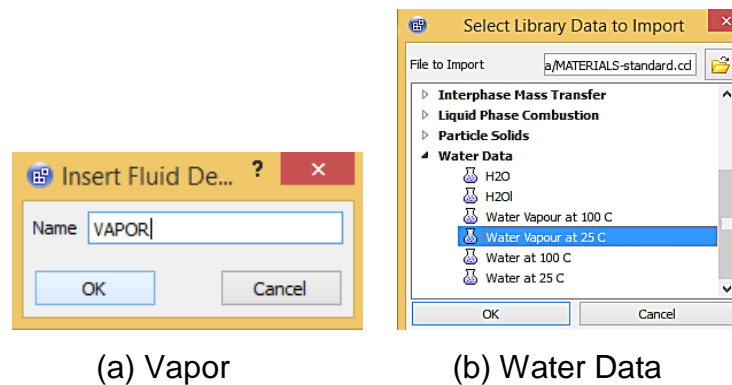 Insert Fluid De... ? ×
Name VAPOR
OK Cancel
(a) Vapor
Select Library Data to Import ×
File to Import a/MATERIALS-standard.ccl
Interphase Mass Transfer
Liquid Phase Combustion
Particle Solids
Water Data
H2O
H2Ol
Water Vapour at 100 C
Water Vapour at 25 C
Water at 100 C
Water at 25 C
OK Cancel
(b) Water Data